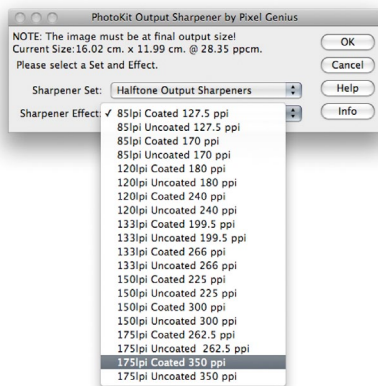 PhotoKit Output Sharpener by Pixel Genius
NOTE: The image must be at final output size!
Current Size:16.02 cm. x 11.99 cm. @ 28.35 ppcm.
Please select a Set and Effect.
OK
Cancel
Help
Info
Sharpener Set: Halftone Output Sharpeners
Sharpener Effect: ✓ 85lpi Coated 127.5 ppi
85lpi Uncoated 127.5 ppi
85lpi Coated 170 ppi
85lpi Uncoated 170 ppi
120lpi Coated 180 ppi
120lpi Uncoated 180 ppi
120lpi Coated 240 ppi
120lpi Uncoated 240 ppi
133lpi Coated 199.5 ppi
133lpi Uncoated 199.5 ppi
133lpi Coated 266 ppi
133lpi Uncoated 266 ppi
150lpi Coated 225 ppi
150lpi Uncoated 225 ppi
150lpi Coated 300 ppi
150lpi Uncoated 300 ppi
175lpi Coated 262.5 ppi
175lpi Uncoated  262.5 ppi
175lpi Coated 350 ppi
175lpi Uncoated 350 ppi